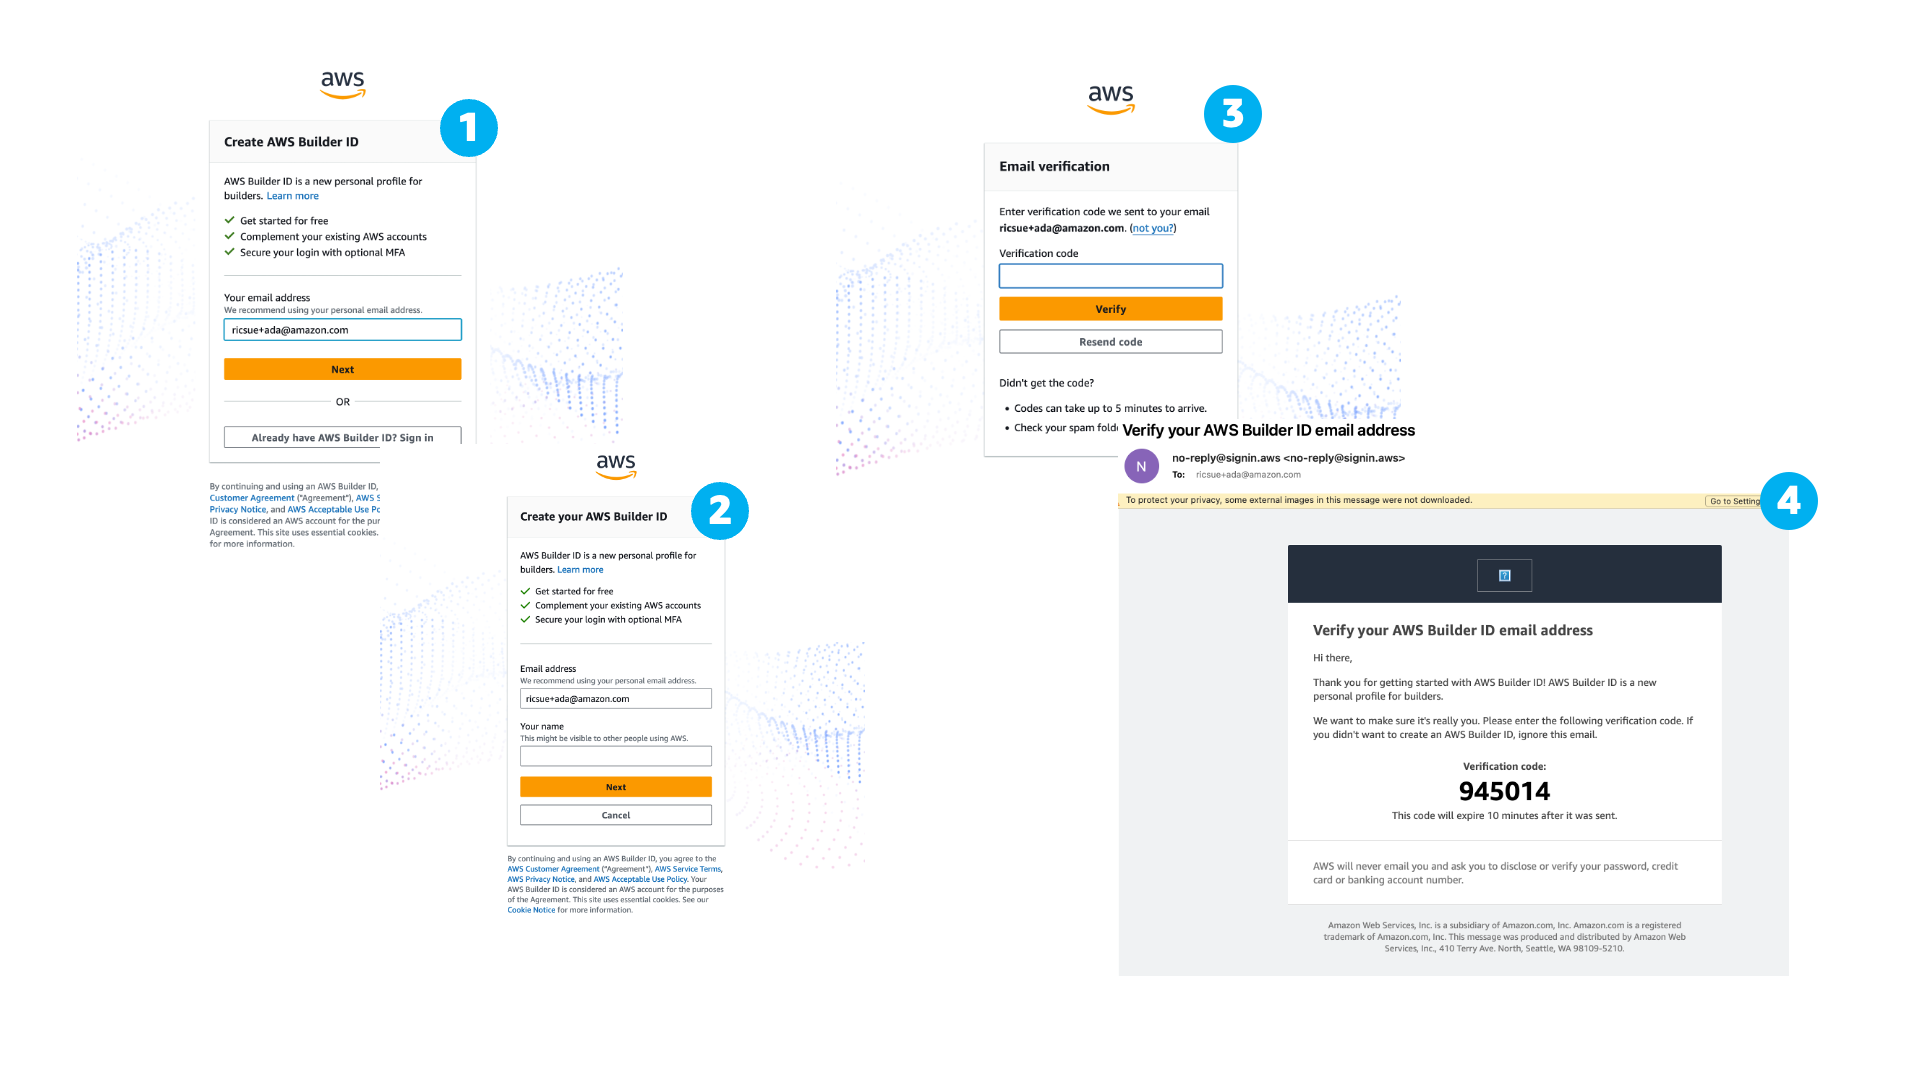 aws
1
Create AWS Builder ID
AWS Builder ID is a new personal profile for
builders. Learn more
Get started for free
Complement your existing AWS accounts
Secure your login with optional MFA
Your email address
We recommend using your personal email address.
ricsue+ada@amazon.com
Next
OR
Already have AWS Builder ID? Sign in
By continuing and using an AWS Builder ID,
Customer Agreement ("Agreement"), AWS S
Privacy Notice, and AWS Acceptable Use Po
ID is considered an AWS account for the pur
Agreement. This site uses essential cookies.
for more information.
aws
2
Create your AWS Builder ID
AWS Builder ID is a new personal profile for
builders. Learn more
Get started for free
Complement your existing AWS accounts
Secure your login with optional MFA
Email address
We recommend using your personal email address.
ricsue+ada@amazon.com
Your name
This might be visible to other people using AWS.
Next
Cancel
By continuing and using an AWS Builder ID, you agree to the
AWS Customer Agreement ("Agreement"), AWS Service Terms,
AWS Privacy Notice, and AWS Acceptable Use Policy. Your
AWS Builder ID is considered an AWS account for the purposes
of the Agreement. This site uses essential cookies. See our
Cookie Notice for more information.
aws
3
Email verification
Enter verification code we sent to your email
ricsue+ada@amazon.com. (not you?)
Verification code
Verify
Resend code
Didn't get the code?
• Codes can take up to 5 minutes to arrive.
• Check your spam folde
Verify your AWS Builder ID email address
N
no-reply@signin.aws <no-reply@signin.aws>
To: ricsue+ada@amazon.com
4
To protect your privacy, some external images in this message were not downloaded.
Go to Setting
?
Verify your AWS Builder ID email address
Hi there,
Thank you for getting started with AWS Builder ID! AWS Builder ID is a new
personal profile for builders.
We want to make sure it's really you. Please enter the following verification code. If
you didn't want to create an AWS Builder ID, ignore this email.
Verification code:
945014
This code will expire 10 minutes after it was sent.
AWS will never email you and ask you to disclose or verify your password, credit
card or banking account number.
Amazon Web Services, Inc. is a subsidiary of Amazon.com, Inc. Amazon.com is a registered
trademark of Amazon.com, Inc. This message was produced and distributed by Amazon Web
Services, Inc., 410 Terry Ave. North, Seattle, WA 98109-5210.